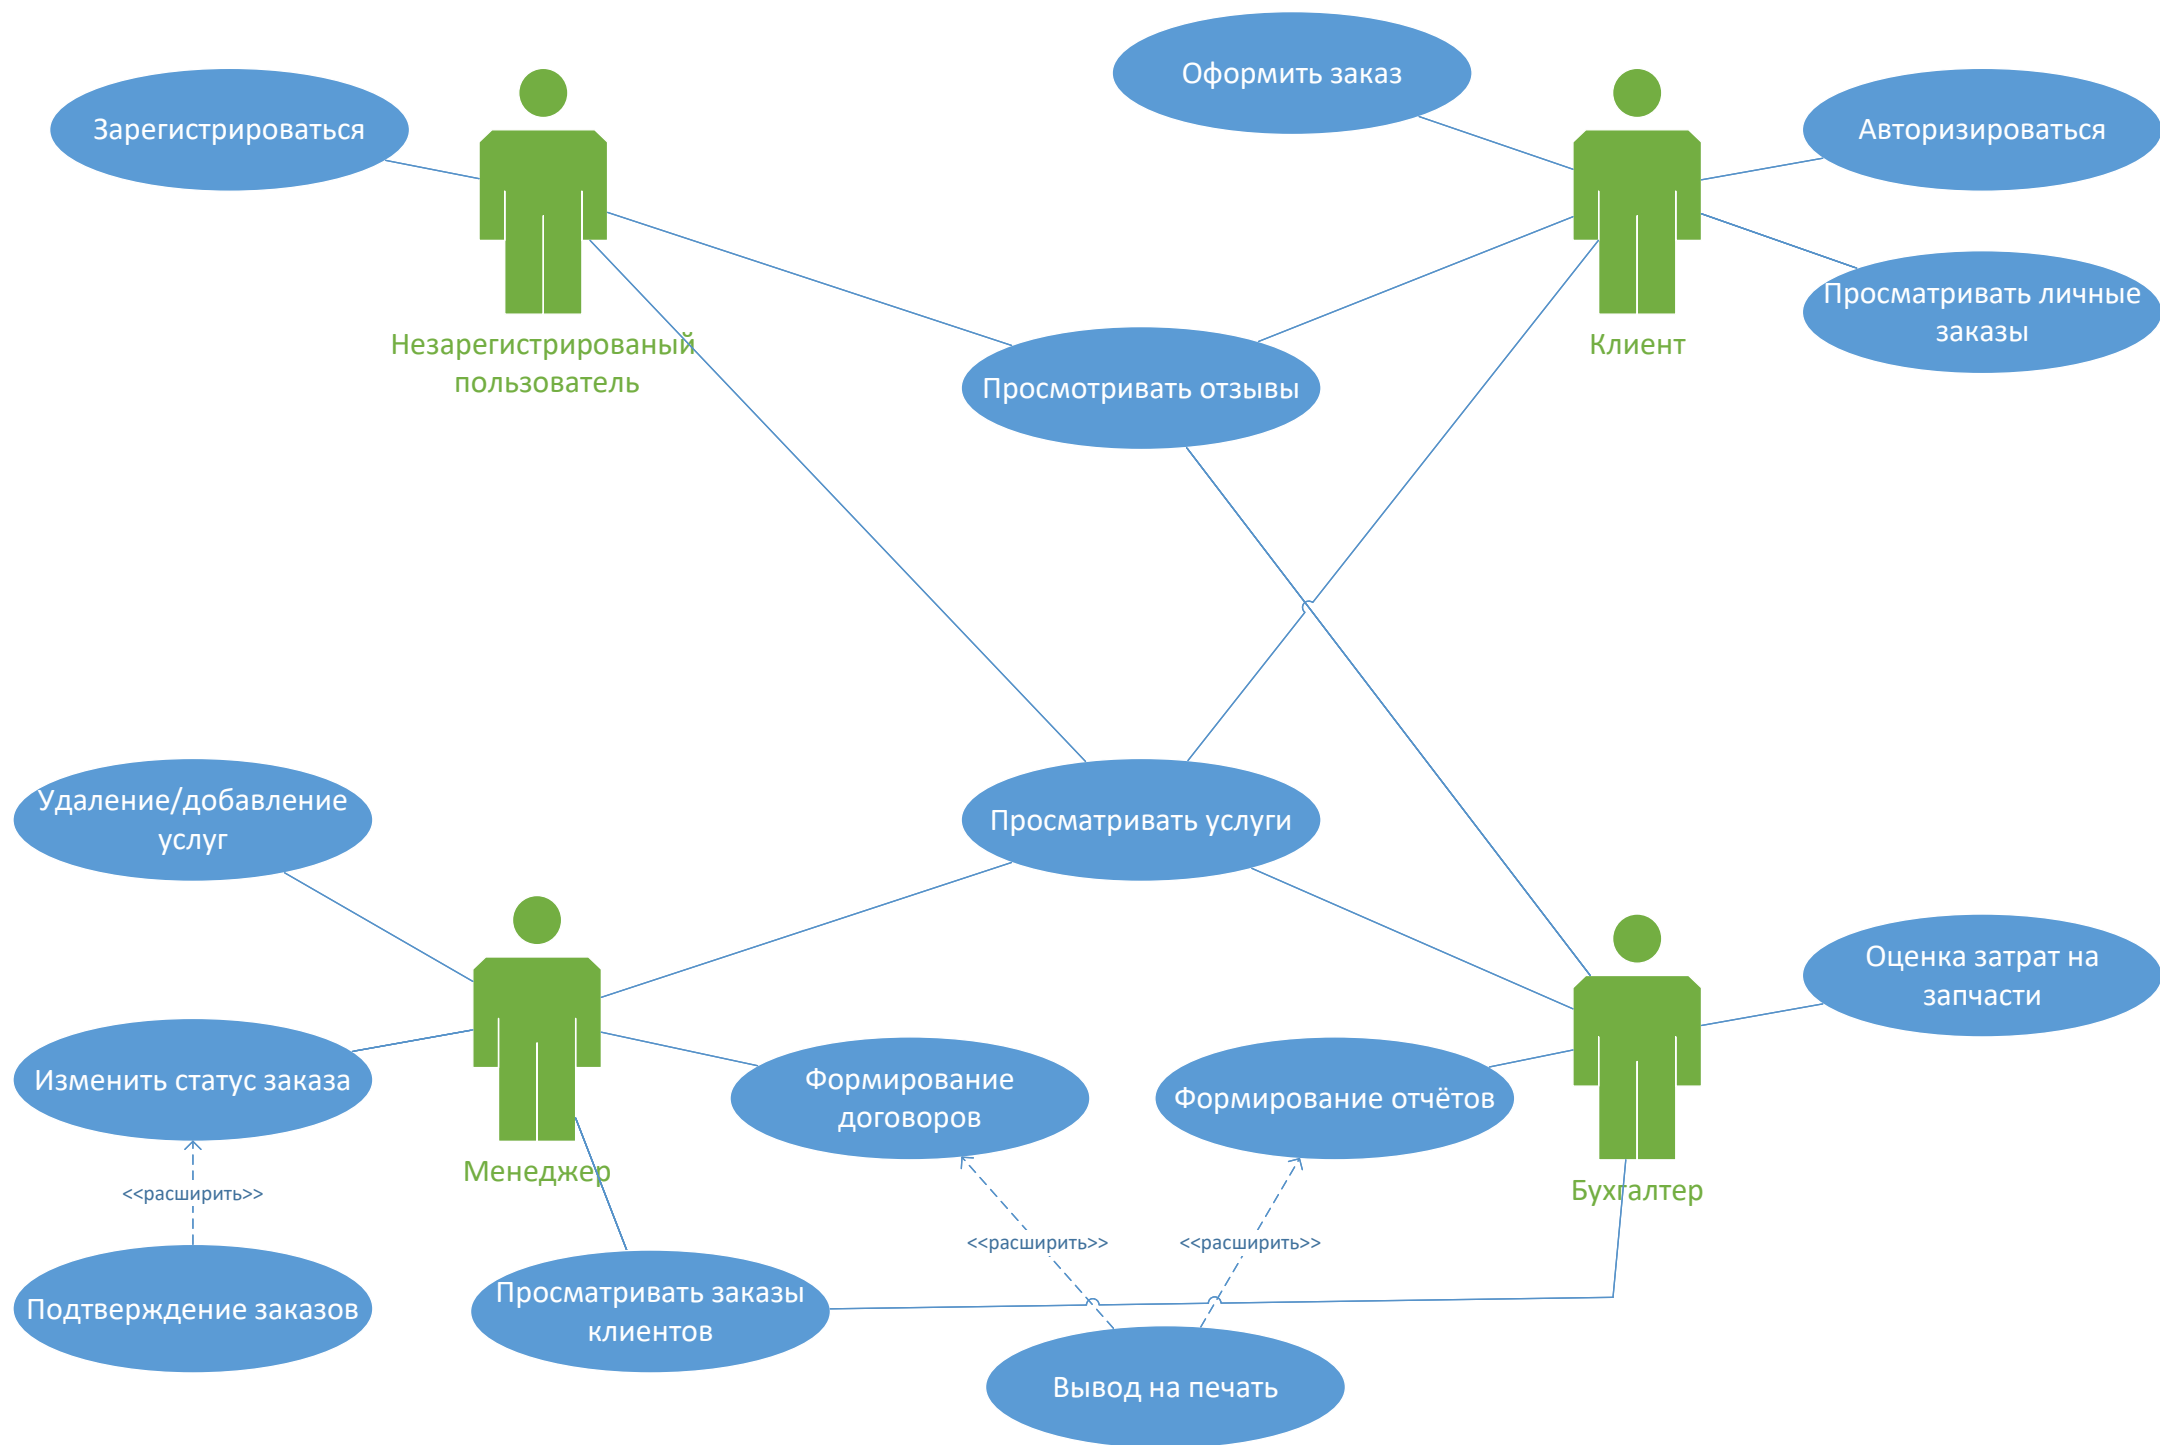 Оформить заказ
Зарегистрироваться
Авторизироваться
Просматривать личные
заказы
Незарегистрированый
пользователь
Клиент
Просмотривать отзывы
Удаление/добавление
услуг
Просматривать услуги
Оценка затрат на
запчасти
Изменить статус заказа
Формирование
договоров
Формирование отчётов
Менеджер
Бухгалтер
<<расширить>>
<<расширить>>
<<расширить>>
Подтверждение заказов
Просматривать заказы
клиентов
Вывод на печать